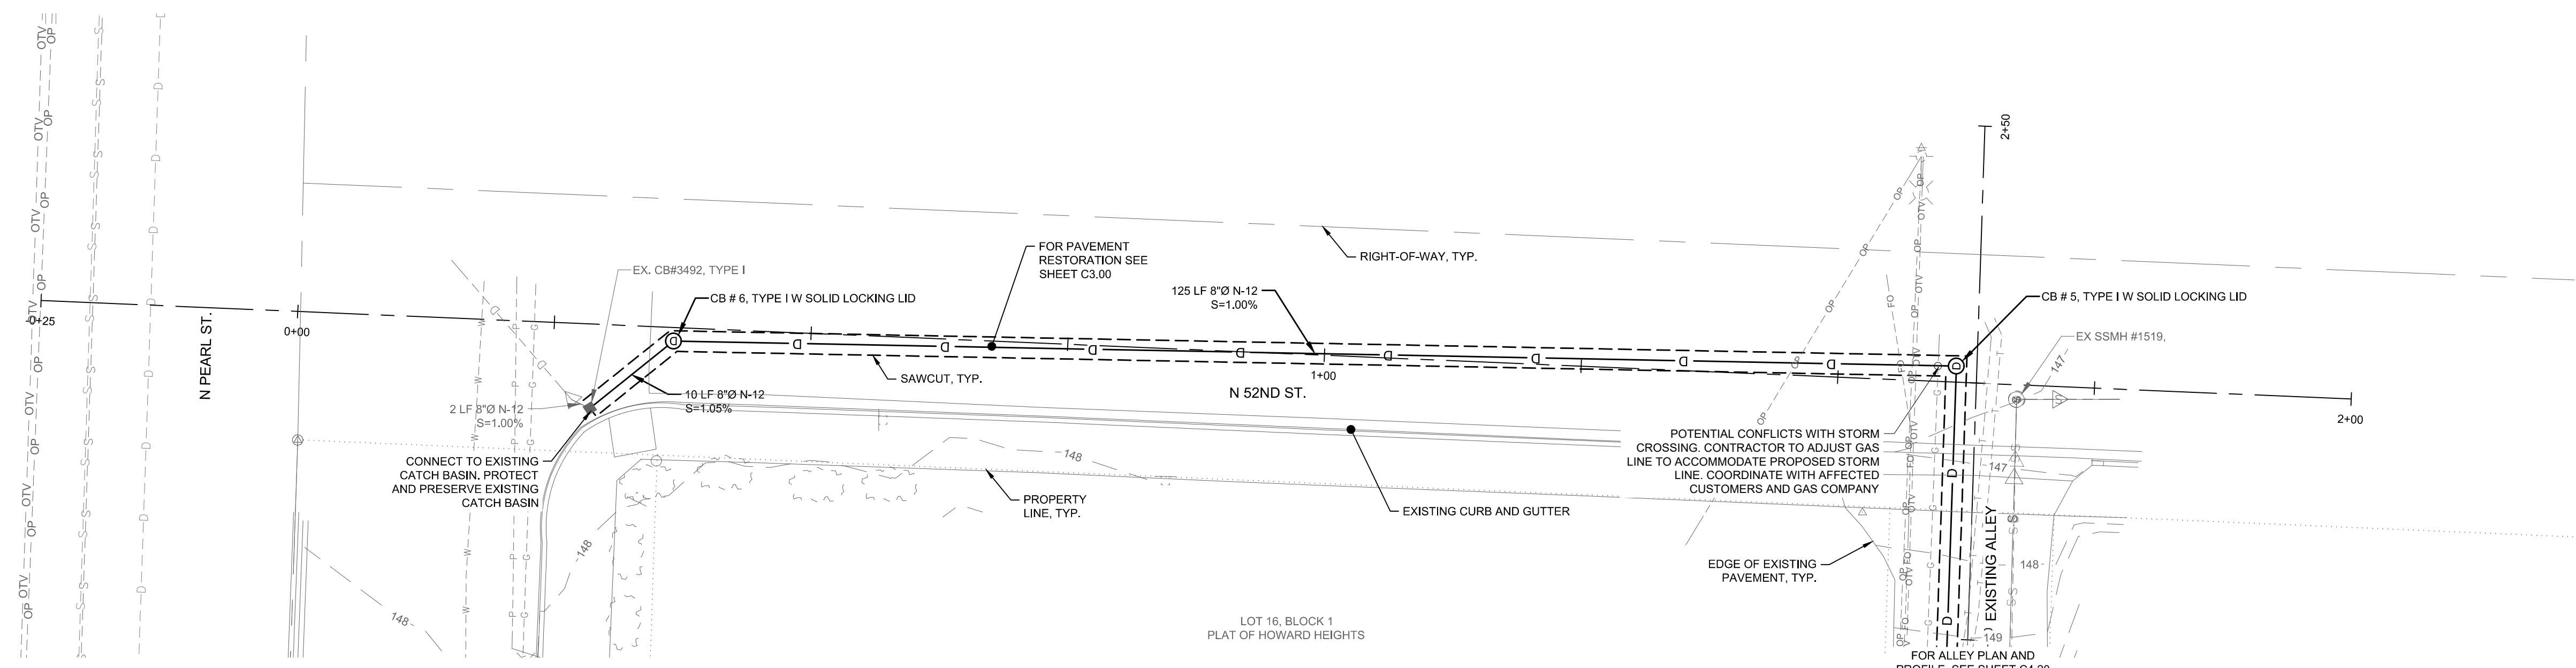 OTV
OP
S
D
N PEARL ST.
-0+25
0+00
EX. CB#3492, TYPE I
CB # 6, TYPE I W SOLID LOCKING LID
FOR PAVEMENT
RESTORATION SEE
SHEET C3.00
RIGHT-OF-WAY, TYP.
125 LF 8"Ø N-12
S=1.00%
2+50
CB # 5, TYPE I W SOLID LOCKING LID
EX SSMH #1519,
147
SAWCUT, TYP.
1+00
N 52ND ST.
10 LF 8"Ø N-12
S=1.05%
2 LF 8"Ø N-12
S=1.00%
2+00
CONNECT TO EXISTING
CATCH BASIN. PROTECT
AND PRESERVE EXISTING
CATCH BASIN
148
PROPERTY
LINE, TYP.
EXISTING CURB AND GUTTER
POTENTIAL CONFLICTS WITH STORM
CROSSING. CONTRACTOR TO ADJUST GAS
LINE TO ACCOMMODATE PROPOSED STORM
LINE. COORDINATE WITH AFFECTED
CUSTOMERS AND GAS COMPANY
147
EDGE OF EXISTING
PAVEMENT, TYP.
EXISTING ALLEY
148
148
148
149
LOT 16, BLOCK 1
PLAT OF HOWARD HEIGHTS
W
P
G
FO
T
FOR ALLEY PLAN AND